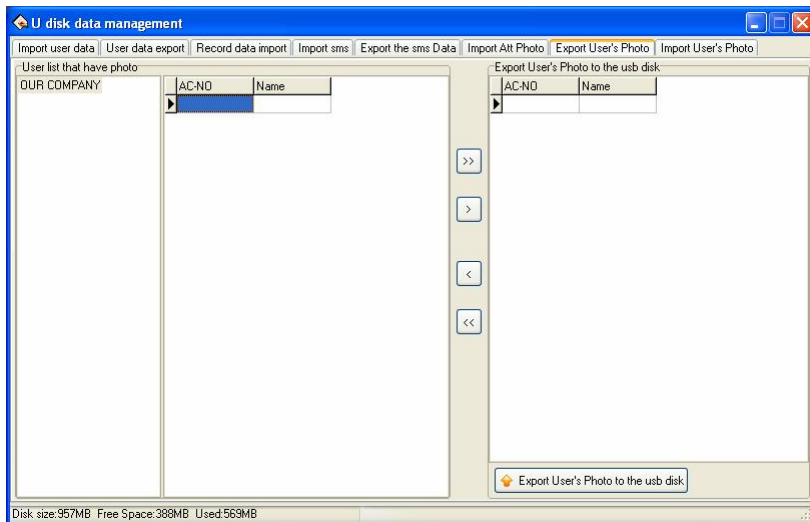 U disk data management
Import user data User data export Record data import Import sms Export the sms Data Import Att Photo Export User's Photo Import User's Photo
User list that have photo
OUR COMPANY
AC-NO Name
>>
>
<
<<
Export User's Photo to the usb disk
AC-NO Name
Export User's Photo to the usb disk
Disk size:957MB Free Space:388MB Used:569MB